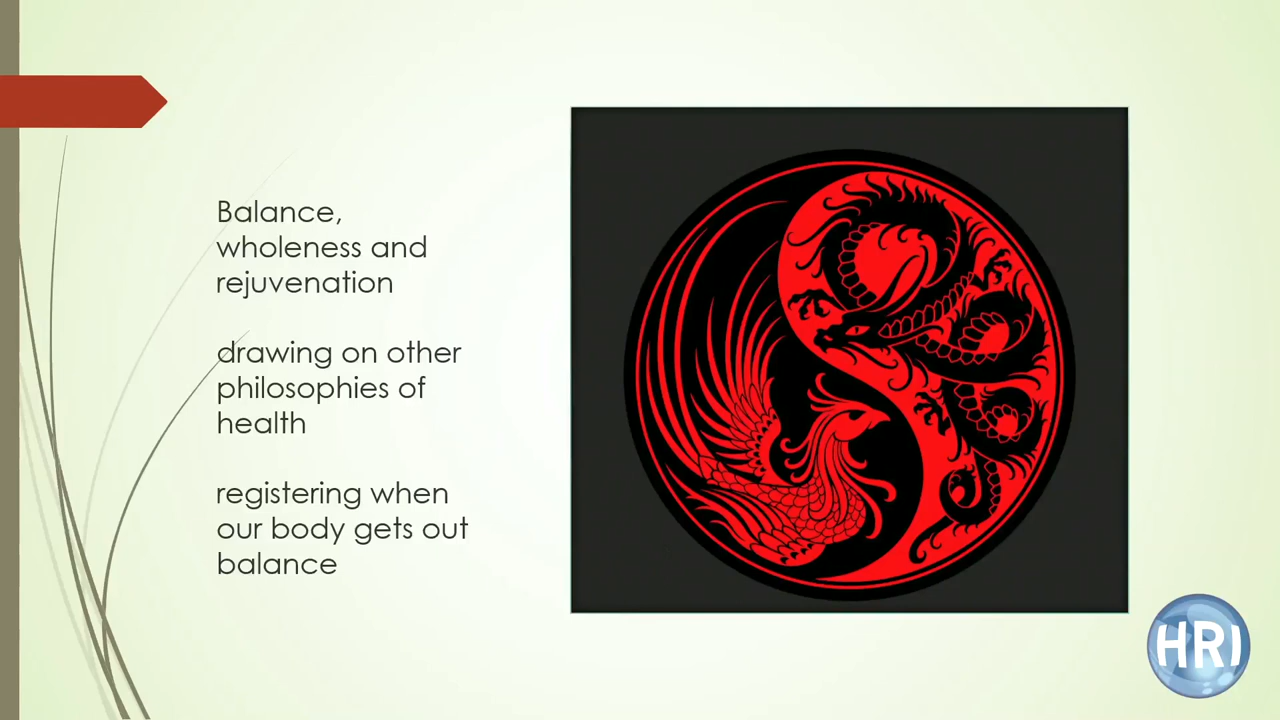 Balance,
wholeness and
rejuvenation
drawing on other
philosophies of
health
registering when
our body gets out
balance
HRI